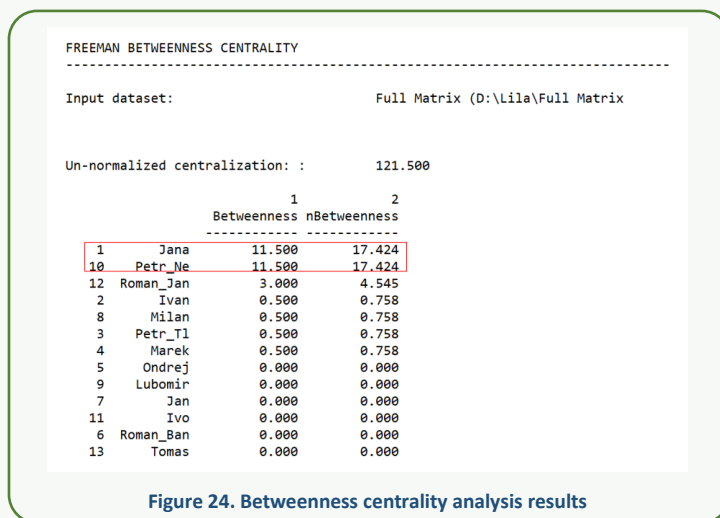 FREEMAN BETWEENNESS CENTRALITY
--------------------------------------------------------------------------------
Input dataset: Full Matrix (D:\Lila\Full Matrix
Un-normalized centralization: : 121.500
1 2
Betweenness nBetweenness
------------ ------------
1 Jana 11.500 17.424
10 Petr_Ne 11.500 17.424
12 Roman_Jan 3.000 4.545
2 Ivan 0.500 0.758
8 Milan 0.500 0.758
3 Petr_Tl 0.500 0.758
4 Marek 0.500 0.758
5 Ondrej 0.000 0.000
9 Lubomir 0.000 0.000
7 Jan 0.000 0.000
11 Ivo 0.000 0.000
6 Roman_Ban 0.000 0.000
13 Tomas 0.000 0.000
Figure 24. Betweenness centrality analysis results